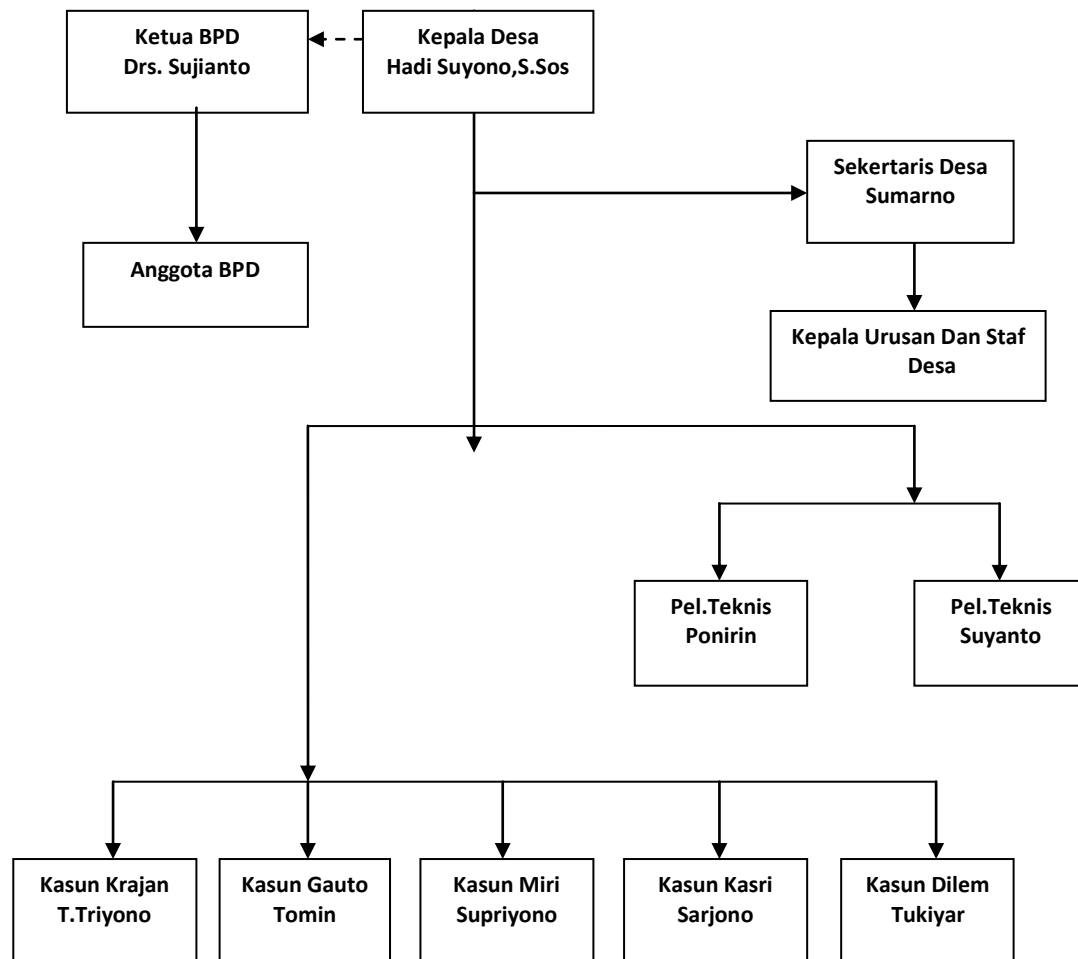 Ketua BPD
Drs. Sujianto
Kepala Desa
Hadi Suyono,S.Sos
Sekertaris Desa
Sumarno
Anggota BPD
Kepala Urusan Dan Staf
Desa
Pel.Teknis
Ponirin
Pel.Teknis
Suyanto
Kasun Krajan
T.Triyono
Kasun Gauto
Tomin
Kasun Miri
Supriyono
Kasun Kasri
Sarjono
Kasun Dilem
Tukiyar